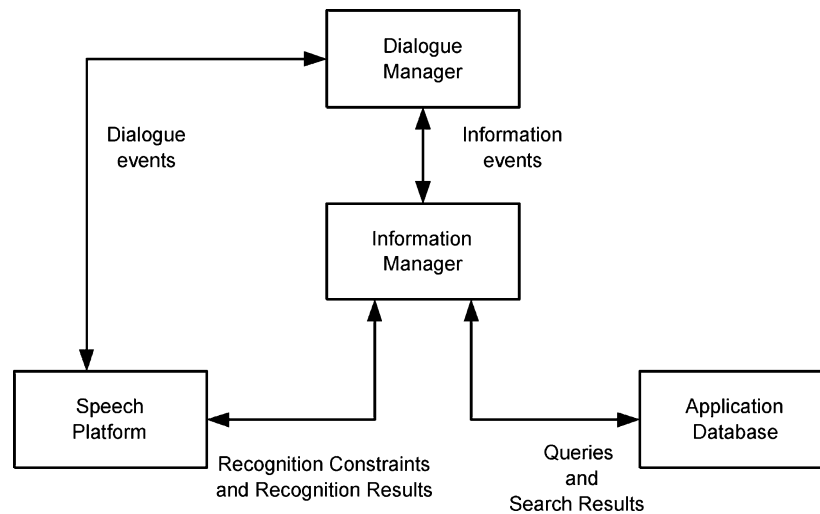 Dialogue
Manager
Dialogue
events
Information
events
Information
Manager
Speech
Platform
Application
Database
Recognition Constraints
and Recognition Results
Queries
and
Search Results